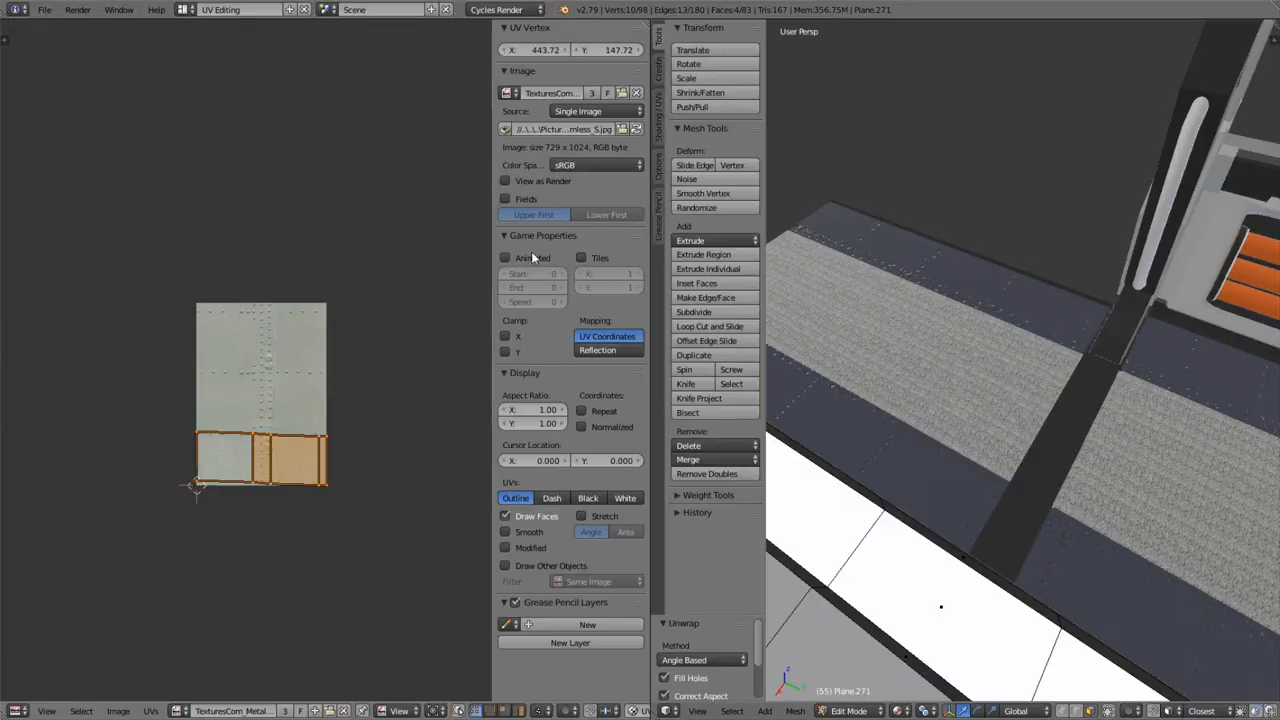 File Render Window Help UV Editing Scene Cycles Render v2.79 | Verts:10/98 | Edges:13/180 | Faces:4/83 | Tris:167 | Mem:356.75M | Plane.271
UV Vertex
X: 443.72 Y: 147.72
Image
TexturesCom... 3 F
Source: Single Image
//..\..\..\Pictur...mless_S.jpg
Image: size 729 x 1024, RGB byte
Color Spa... sRGB
View as Render
Fields
Upper First Lower First
Game Properties
Animated Tiles
Start: 0 X: 1
End: 0 Y: 1
Speed: 0
Clamp: Mapping:
X UV Coordinates
Y Reflection
Display
Aspect Ratio: Coordinates:
X: 1.00 Repeat
Y: 1.00 Normalized
Cursor Location:
X: 0.000 Y: 0.000
UVs:
Outline Dash Black White
Draw Faces Stretch
Smooth Angle Area
Modified
Draw Other Objects
Filter: Same Image
Grease Pencil Layers
New
New Layer
Tools
Create
Shading / UVs
Options
Grease Pencil
Transform
Translate
Rotate
Scale
Shrink/Fatten
Push/Pull
Mesh Tools
Deform:
Slide Edge Vertex
Noise
Smooth Vertex
Randomize
Add:
Extrude
Extrude Region
Extrude Individual
Inset Faces
Make Edge/Face
Subdivide
Loop Cut and Slide
Offset Edge Slide
Duplicate
Spin Screw
Knife Select
Knife Project
Bisect
Remove:
Delete
Merge
Remove Doubles
Weight Tools
History
Unwrap
Method
Angle Based
Fill Holes
Correct Aspect
User Persp
z
(55) Plane.271
View Select Image UVs TexturesCom_Metal... 3 F View UV
View Select Add Mesh Edit Mode Global Closest